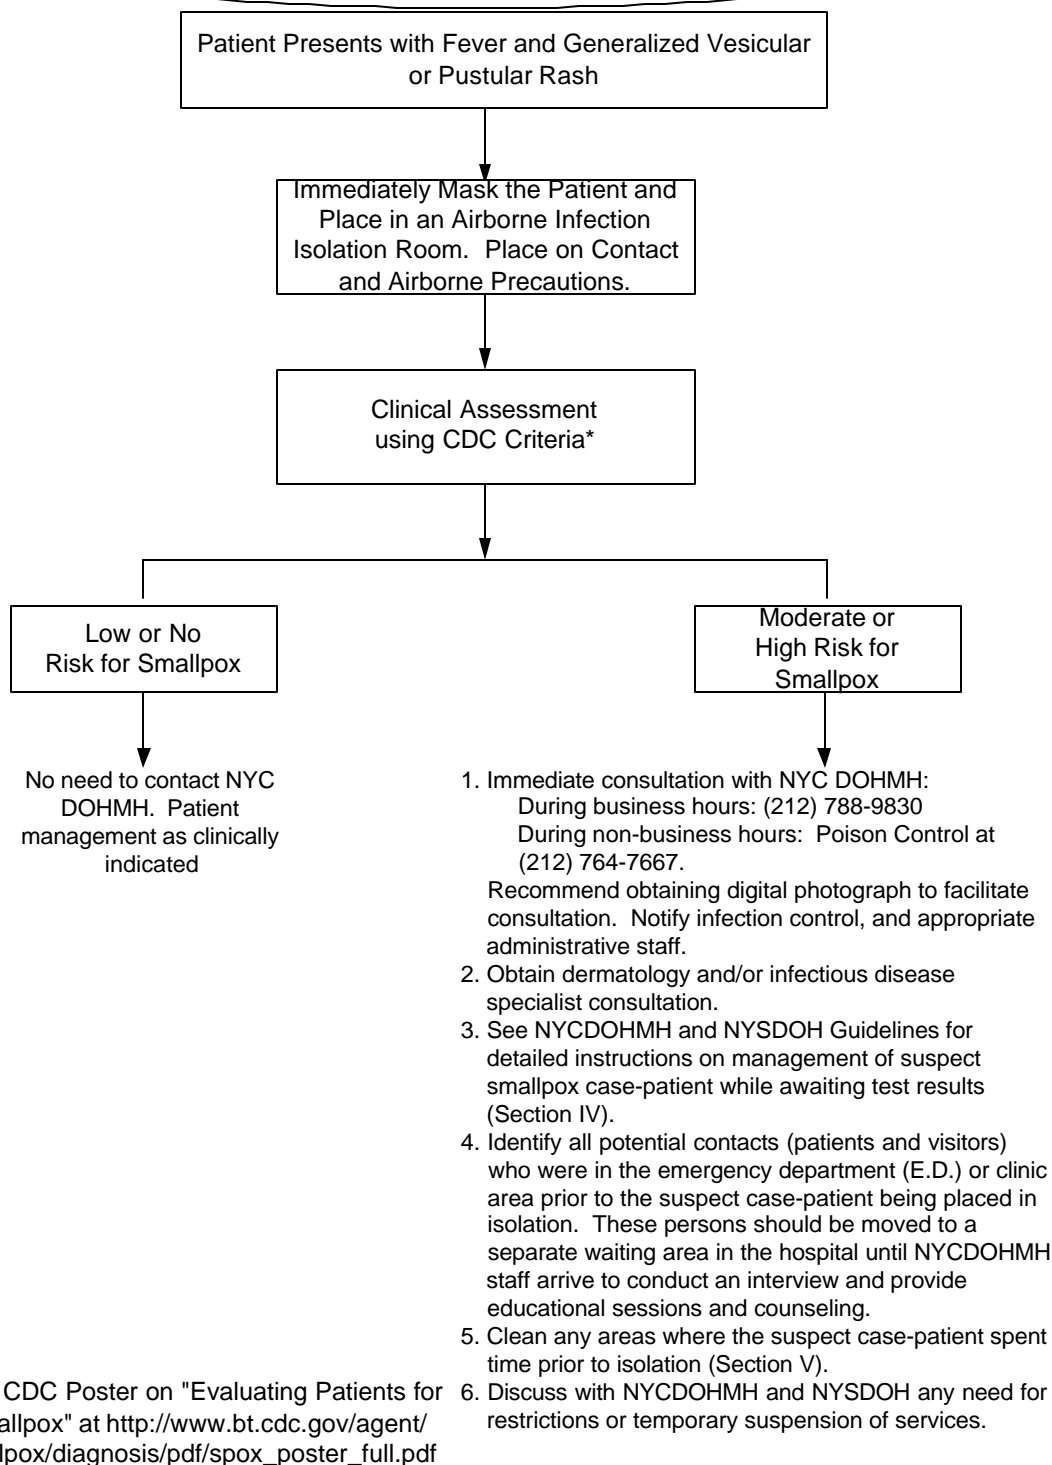 Patient Presents with Fever and Generalized Vesicular
or Pustular Rash
Immediately Mask the Patient and
Place in an Airborne Infection
Isolation Room.  Place on Contact
and Airborne Precautions.
Clinical Assessment
using CDC Criteria*
Low or No
Risk for Smallpox
Moderate or
High Risk for
Smallpox
No need to contact NYC
DOHMH.  Patient
management as clinically
indicated
1. Immediate consultation with NYC DOHMH:
During business hours: (212) 788-9830
During non-business hours:  Poison Control at
(212) 764-7667.
Recommend obtaining digital photograph to facilitate
consultation.  Notify infection control, and appropriate
administrative staff.
2. Obtain dermatology and/or infectious disease
specialist consultation.
3. See NYCDOHMH and NYSDOH Guidelines for
detailed instructions on management of suspect
smallpox case-patient while awaiting test results
(Section IV).
4. Identify all potential contacts (patients and visitors)
who were in the emergency department (E.D.) or clinic
area prior to the suspect case-patient being placed in
isolation.  These persons should be moved to a
separate waiting area in the hospital until NYCDOHMH
staff arrive to conduct an interview and provide
educational sessions and counseling.
5. Clean any areas where the suspect case-patient spent
time prior to isolation (Section V).
6. Discuss with NYCDOHMH and NYSDOH any need for
restrictions or temporary suspension of services.
CDC Poster on "Evaluating Patients for
allpox" at http://www.bt.cdc.gov/agent/
lpox/diagnosis/pdf/spox_poster_full.pdf